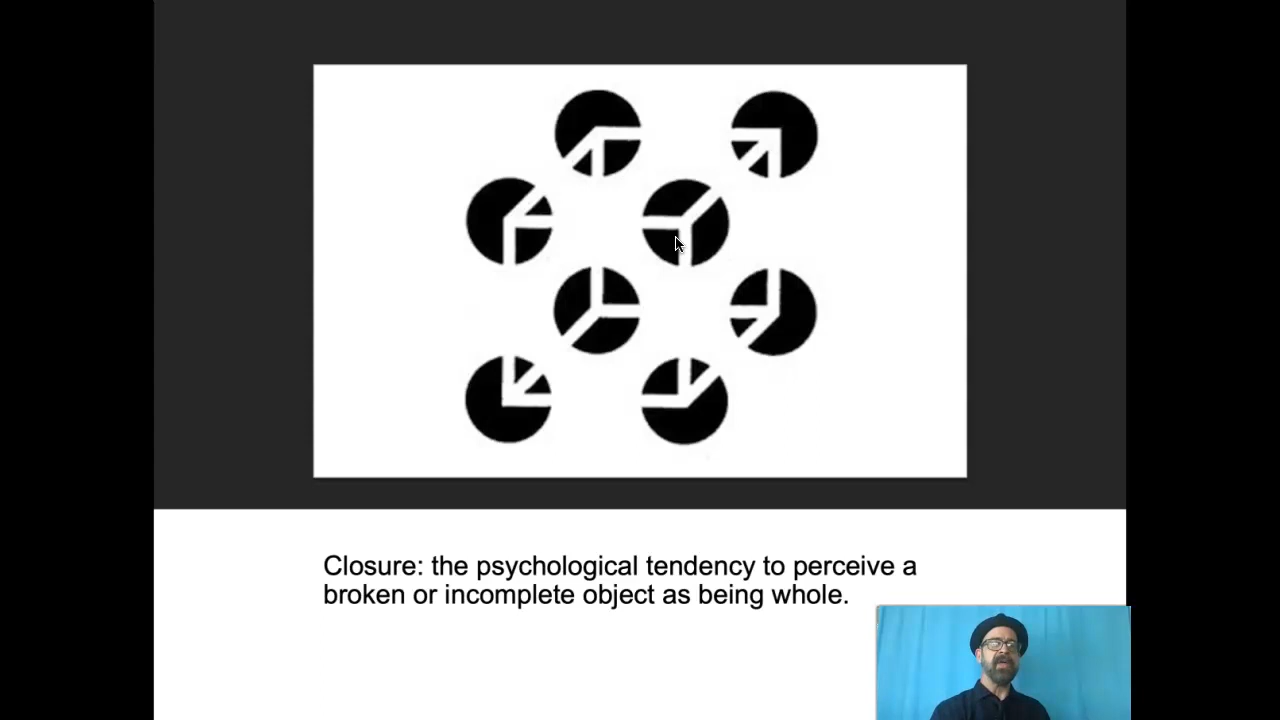 Closure: the psychological tendency to perceive a
broken or incomplete object as being whole.